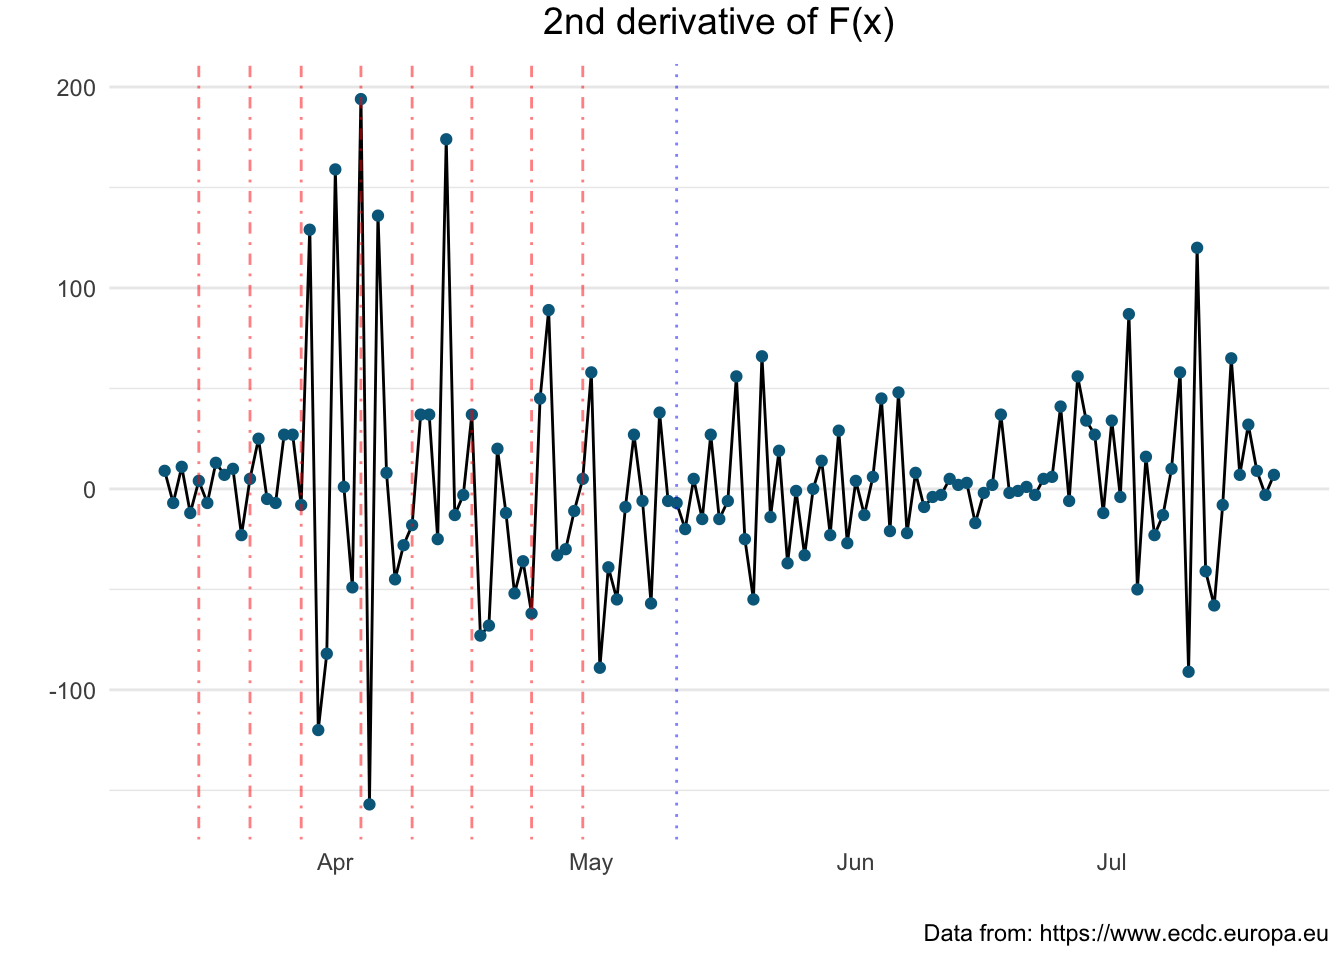 2nd derivative of F(x)
200
100
0
-100
Apr May Jun Jul
Data from: https://www.ecdc.europa.eu